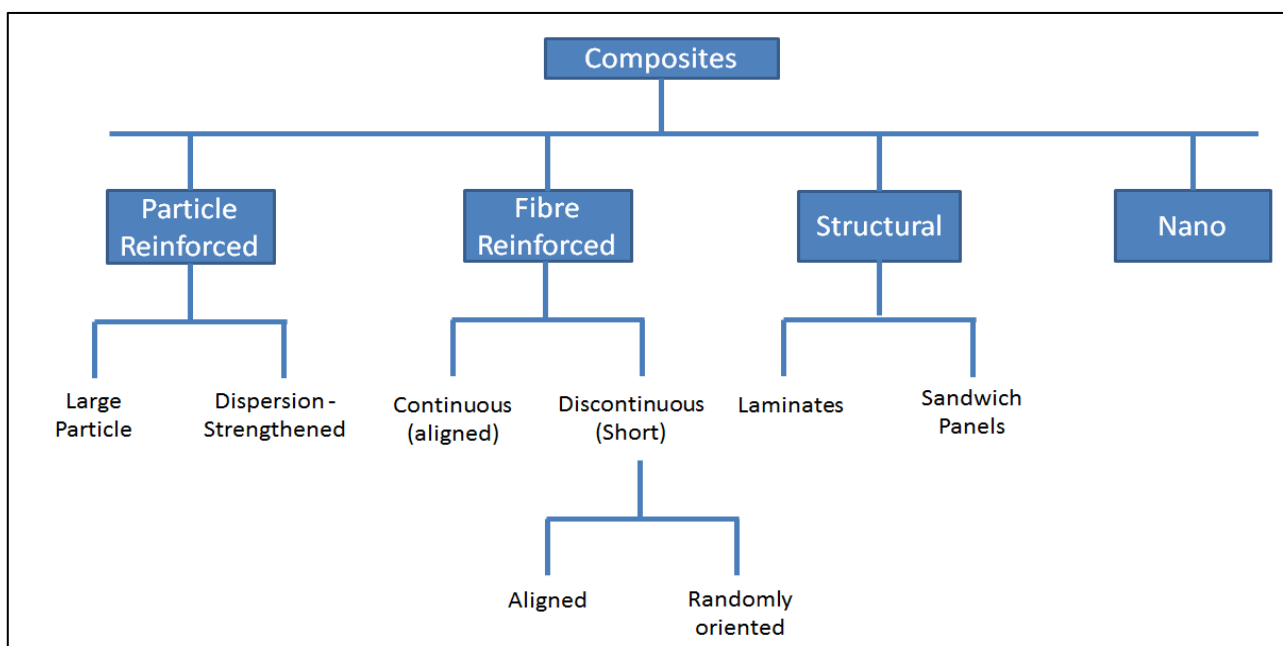 Composites
Particle
Reinforced
Fibre
Reinforced
Structural
Nano
Large
Particle
Dispersion -
Strengthened
Continuous
(aligned)
Discontinuous
(Short)
Laminates
Sandwich
Panels
Aligned
Randomly
oriented